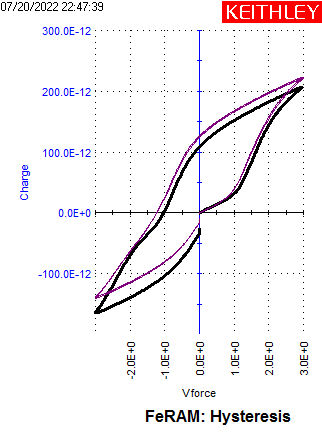 07/20/2022 22:47:39
KEITHLEY
300.0E-12
200.0E-12
100.0E-12
0.0E+0
-100.0E-12
Charge
-2.0E+0
-1.0E+0
0.0E+0
1.0E+0
2.0E+0
3.0E+0
Vforce
FeRAM: Hysteresis